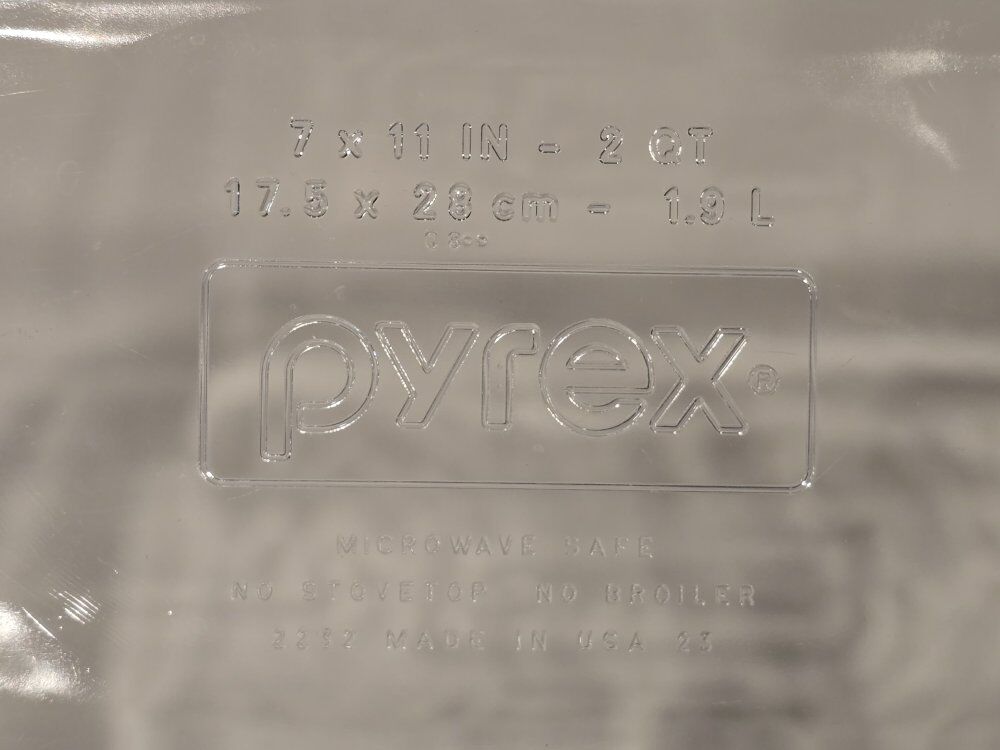 7 x 11 IN - 2 QT
17.5 x 28 cm - 1.9 L
pyrex®
MICROWAVE SAFE
NO STOVETOP NO BROILER
MADE IN USA 23